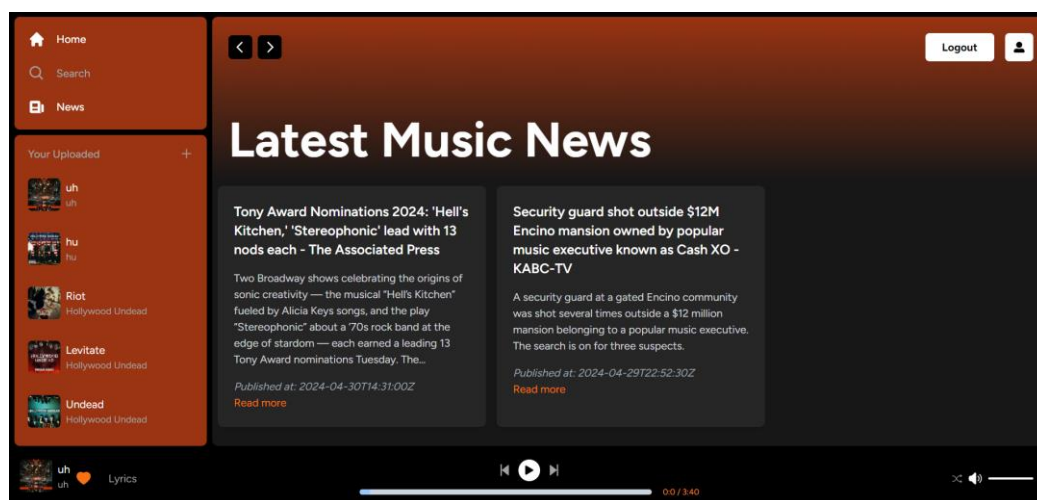 Home
Search
News
Your Uploaded
uh
uh
hu
hu
Riot
Hollywood Undead
Levitate
Hollywood Undead
Undead
Hollywood Undead
Logout
Latest Music News
Tony Award Nominations 2024: 'Hell's
Kitchen,' 'Stereophonic' lead with 13
nods each - The Associated Press
Two Broadway shows celebrating the origins of
sonic creativity — the musical "Hell's Kitchen"
fueled by Alicia Keys songs, and the play
"Stereophonic" about a '70s rock band at the
edge of stardom — each earned a leading 13
Tony Award nominations Tuesday. The…
Published at: 2024-04-30T14:31:00Z
Read more
Security guard shot outside $12M
Encino mansion owned by popular
music executive known as Cash XO -
KABC-TV
A security guard at a gated Encino community
was shot several times outside a $12 million
mansion belonging to a popular music executive.
The search is on for three suspects.
Published at: 2024-04-29T22:52:30Z
Read more
uh
uh
Lyrics
0:0 / 3:40